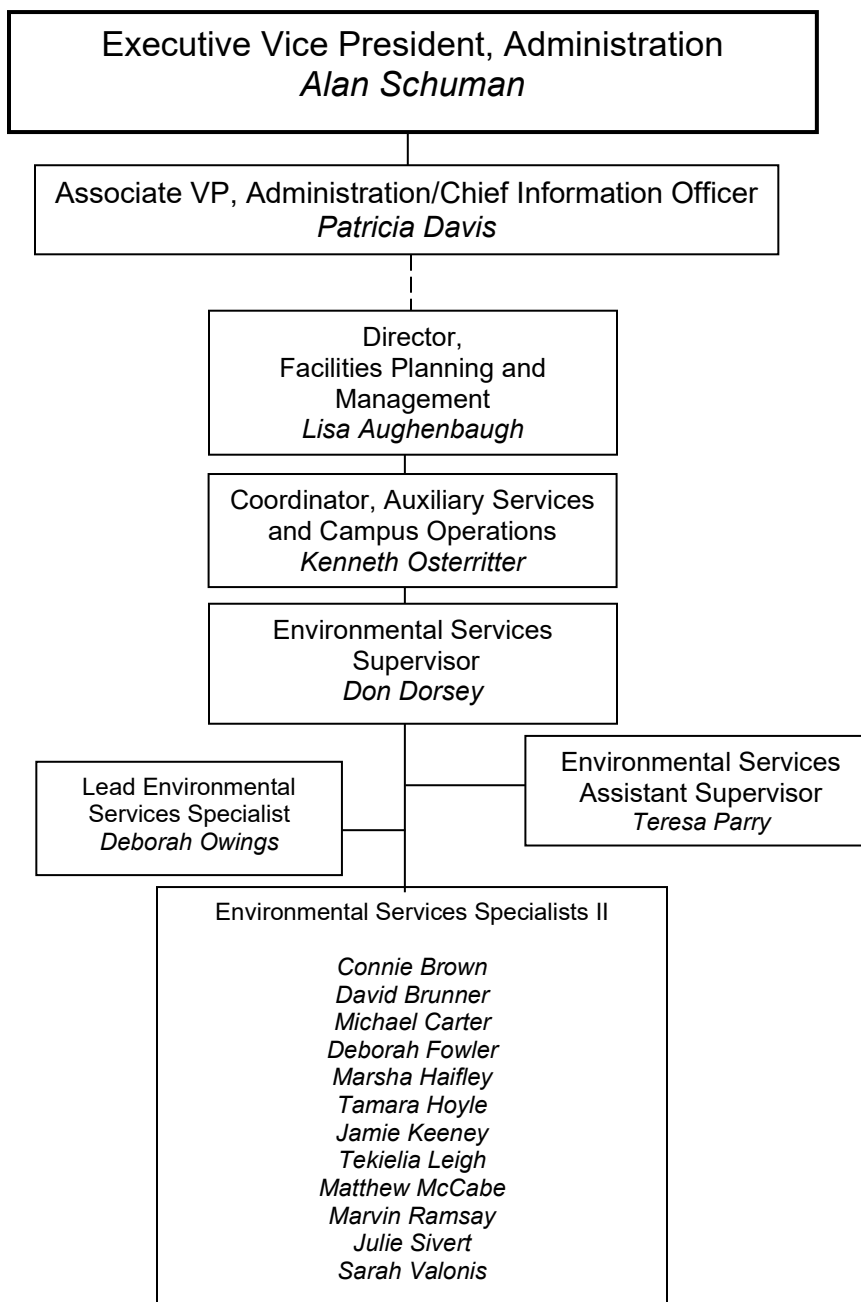 Executive Vice President, Administration
Alan Schuman
Associate VP, Administration/Chief Information Officer
Patricia Davis
Director,
Facilities Planning and
Management
Lisa Aughenbaugh
Coordinator, Auxiliary Services
and Campus Operations
Kenneth Osterritter
Environmental Services
Supervisor
Don Dorsey
Lead Environmental
Services Specialist
Deborah Owings
Environmental Services
Assistant Supervisor
Teresa Parry
Environmental Services Specialists II
Connie Brown
David Brunner
Michael Carter
Deborah Fowler
Marsha Haifley
Tamara Hoyle
Jamie Keeney
Tekielia Leigh
Matthew McCabe
Marvin Ramsay
Julie Sivert
Sarah Valonis